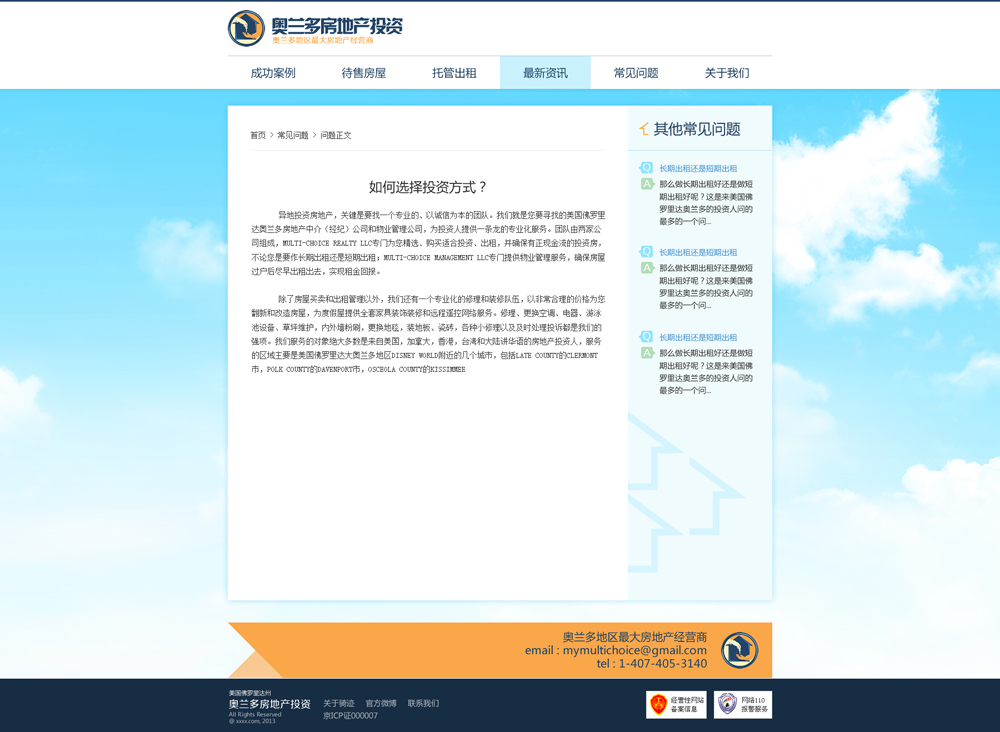 奥兰多房地产投资
奥兰多地区最大房地产经营商
成功案例 待售房屋 托管出租 最新资讯 常见问题 关于我们
首页 > 常见问题 > 问题正文
如何选择投资方式？
异地投资房地产，关键是要找一个专业的、以诚信为本的团队。我们就是您要寻找的美国佛罗里
达奥兰多房地产中介（经纪）公司和物业管理公司，为投资人提供一条龙的专业化服务。团队由两家公
司组成，MULTI-CHOICE REALTY LLC专门为您精选、购买适合投资、出租，并确保有正现金流的投资房，
不论您是要作长期出租还是短期出租；MULTI-CHOICE MANAGEMENT LLC专门提供物业管理服务，确保房屋
过户后尽早出租出去，实现租金回报。
除了房屋买卖和出租管理以外，我们还有一个专业化的修理和装修队伍，以非常合理的价格为您
翻新和改造房屋，为度假屋提供全套家具装饰装修和远程遥控网络服务。修理、更换空调、电器、游泳
池设备、草坪维护，内外墙粉刷，更换地毯，装地板、瓷砖，各种小修理以及及时处理投诉都是我们的
强项。我们服务的对象绝大多数是来自美国，加拿大，香港，台湾和大陆讲华语的房地产投资人，服务
的区域主要是美国佛罗里达大奥兰多地区DISNEY WORLD附近的几个城市，包括LATE COUNTY的CLERMONT
市，POLK COUNTY的DAVENPORT市，OSCEOLA COUNTY的KISSIMMEE
其他常见问题
Q 长期出租还是短期出租
A 那么做长期出租好还是做短
期出租好呢？这是来美国佛
罗里达奥兰多的投资人问的
最多的一个问...
Q 长期出租还是短期出租
A 那么做长期出租好还是做短
期出租好呢？这是来美国佛
罗里达奥兰多的投资人问的
最多的一个问...
Q 长期出租还是短期出租
A 那么做长期出租好还是做短
期出租好呢？这是来美国佛
罗里达奥兰多的投资人问的
最多的一个问...
奥兰多地区最大房地产经营商
email : mymultichoice@gmail.com
tel : 1-407-405-3140
美国佛罗里达州
奥兰多房地产投资
All Rights Reserved
@ xxxx.com, 2013
关于骑迹 官方微博 联系我们
京ICP证000007
经营性网站
备案信息
网络110
报警服务